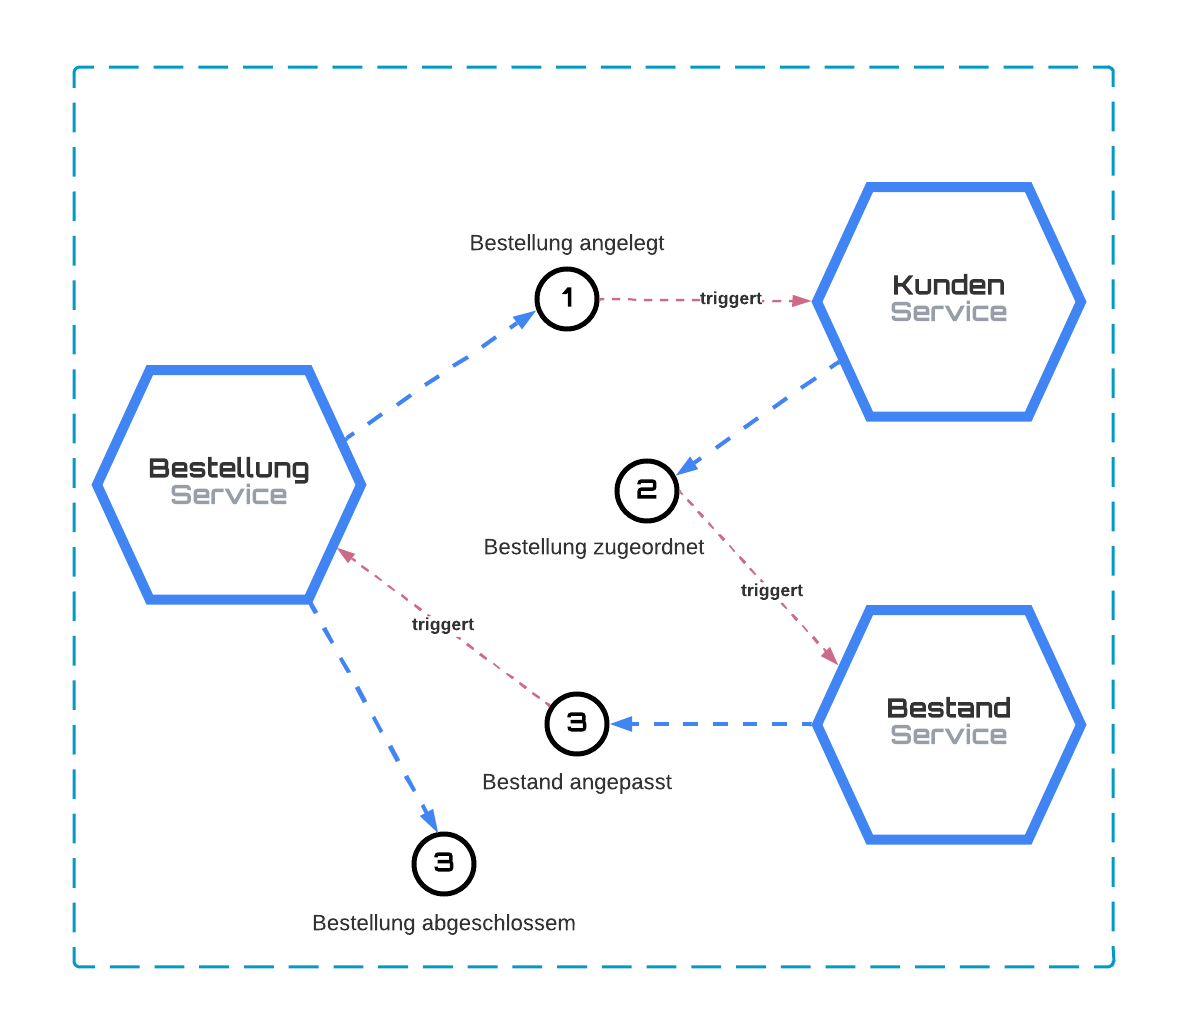 Bestellung angelegt
1
triggert
Kunden
Service
Bestellung
Service
2
Bestellung zugeordnet
triggert
triggert
3
Bestand angepasst
Bestand
Service
3
Bestellung abgeschlossem